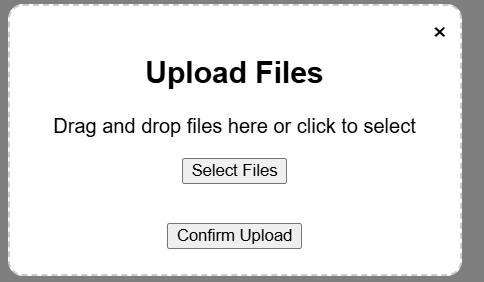 ×
Upload Files
Drag and drop files here or click to select
Select Files
Confirm Upload